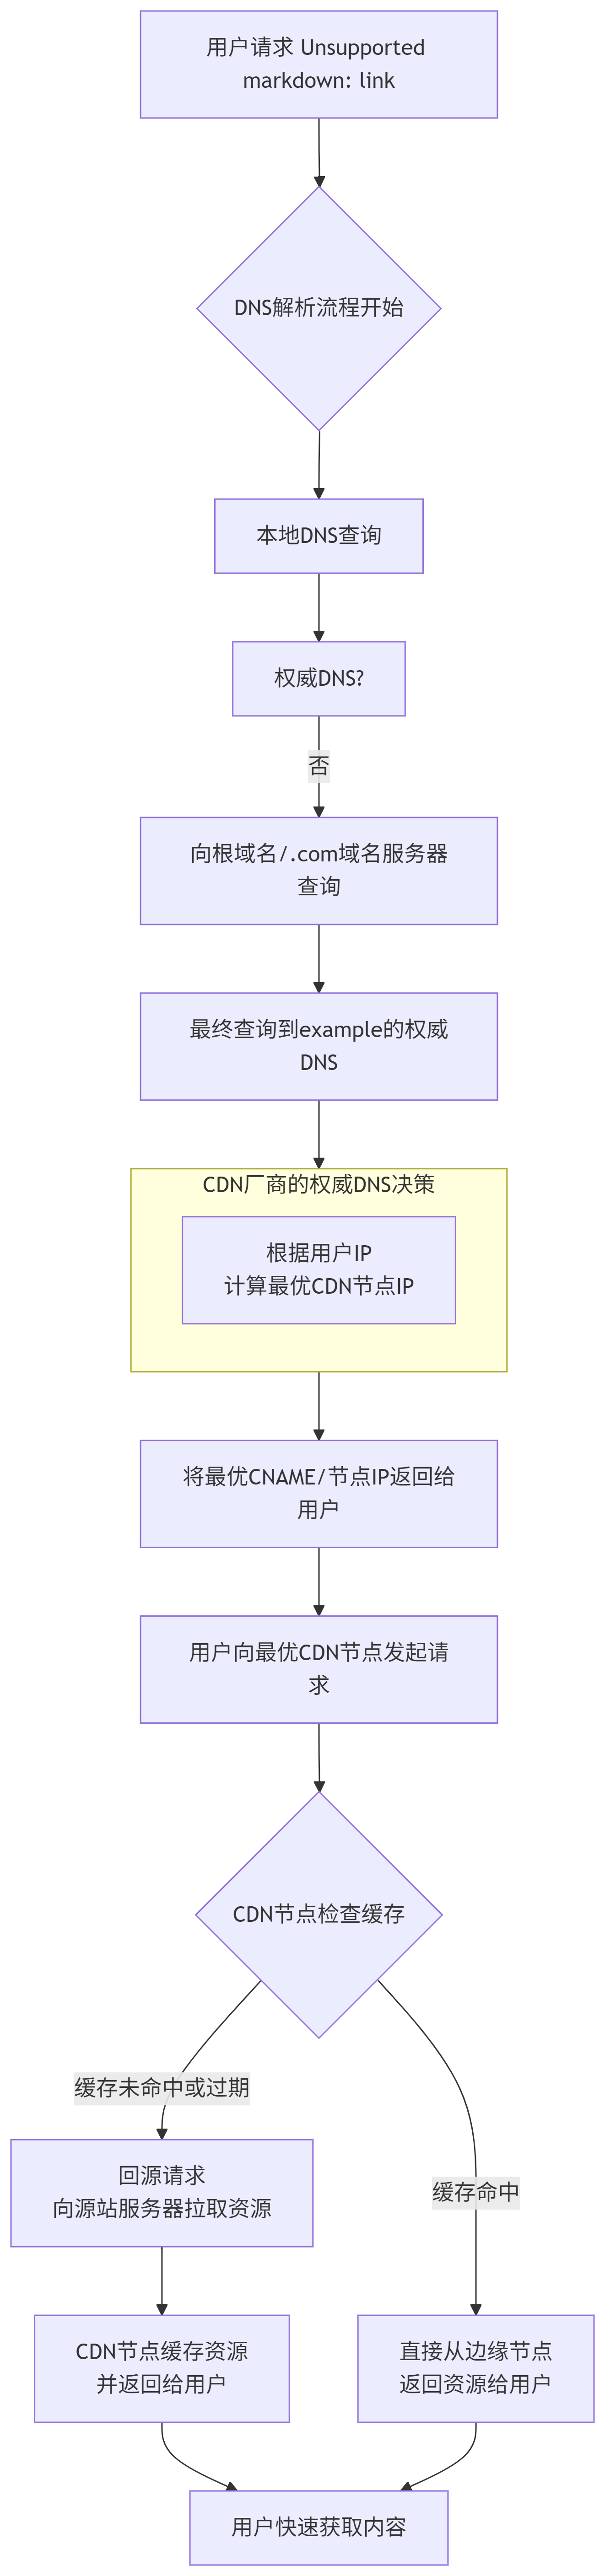 用户请求 Unsupported
markdown: link
DNS解析流程开始
本地DNS查询
权威DNS?
否
向根域名/.com域名服务器
查询
最终查询到example的权威
DNS
CDN厂商的权威DNS决策
根据用户IP
计算最优CDN节点IP
将最优CNAME/节点IP返回给
用户
用户向最优CDN节点发起请
求
CDN节点检查缓存
缓存未命中或过期
回源请求
向源站服务器拉取资源
缓存命中
CDN节点缓存资源
并返回给用户
直接从边缘节点
返回资源给用户
用户快速获取内容